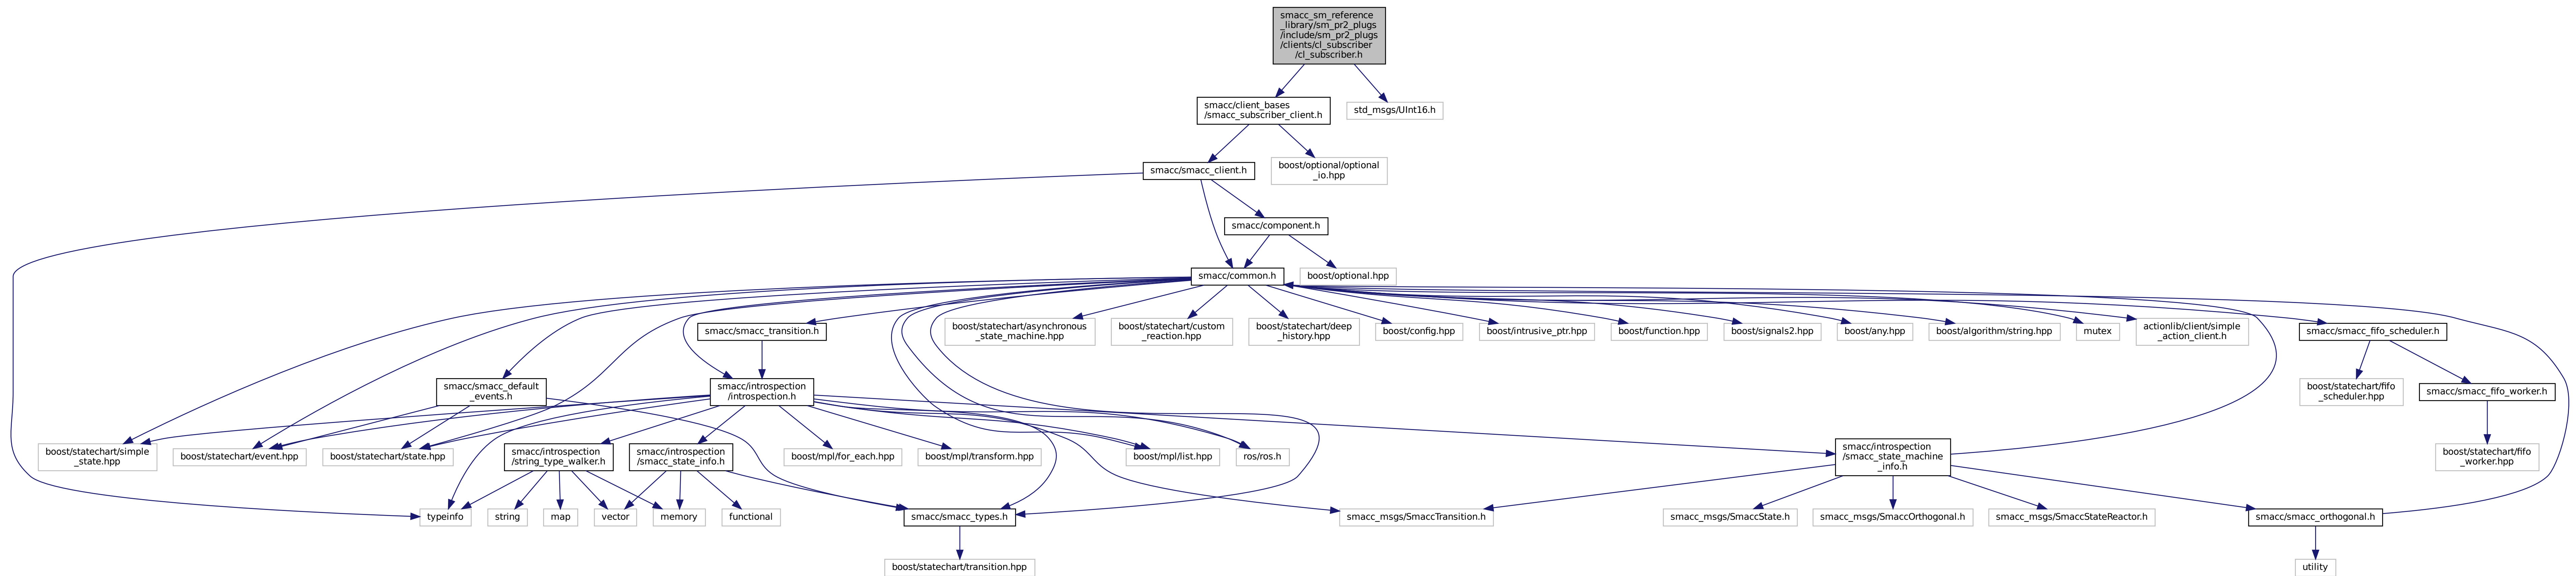 smacc_sm_reference
_library/sm_pr2_plugs
/include/sm_pr2_plugs
/clients/cl_subscriber
/cl_subscriber.h
smacc/client_bases
/smacc_subscriber_client.h
std_msgs/UInt16.h
smacc/smacc_client.h
boost/optional/optional
_io.hpp
smacc/component.h
smacc/common.h
boost/optional.hpp
smacc/smacc_transition.h
boost/statechart/asynchronous
_state_machine.hpp
boost/statechart/custom
_reaction.hpp
boost/statechart/deep
_history.hpp
boost/config.hpp
boost/intrusive_ptr.hpp
boost/function.hpp
boost/signals2.hpp
boost/any.hpp
boost/algorithm/string.hpp
mutex
actionlib/client/simple
_action_client.h
smacc/smacc_fifo_scheduler.h
smacc/smacc_default
_events.h
smacc/introspection
/introspection.h
boost/statechart/fifo
_scheduler.hpp
smacc/smacc_fifo_worker.h
boost/statechart/simple
_state.hpp
boost/statechart/event.hpp
boost/statechart/state.hpp
smacc/introspection
/string_type_walker.h
smacc/introspection
/smacc_state_info.h
boost/mpl/for_each.hpp
boost/mpl/transform.hpp
boost/mpl/list.hpp
ros/ros.h
smacc/introspection
/smacc_state_machine
_info.h
boost/statechart/fifo
_worker.hpp
typeinfo
string
map
vector
memory
functional
smacc/smacc_types.h
smacc_msgs/SmaccTransition.h
smacc_msgs/SmaccState.h
smacc_msgs/SmaccOrthogonal.h
smacc_msgs/SmaccStateReactor.h
smacc/smacc_orthogonal.h
boost/statechart/transition.hpp
utility